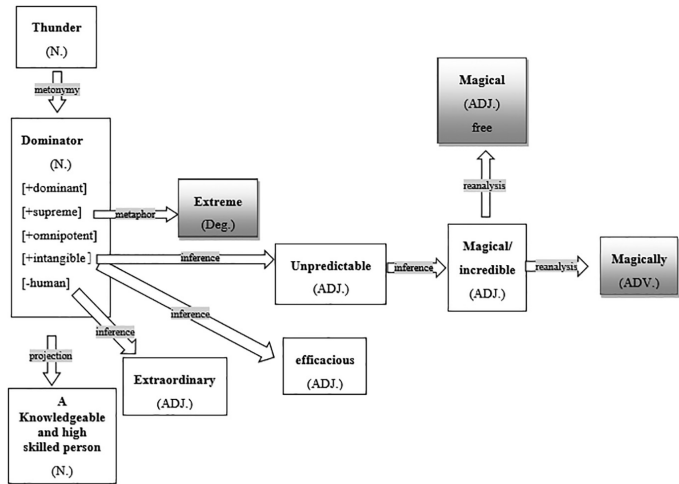 Thunder
(N.)
metonymy
Dominator
(N.)
[+dominant]
[+supreme]
[+omnipotent]
[+intangible]
[-human]
metaphor
Extreme
(Deg.)
inference
Unpredictable
(ADJ.)
inference
Magical/
incredible
(ADJ.)
reanalysis
Magical
(ADJ.)
free
reanalysis
Magically
(ADV.)
inference
efficacious
(ADJ.)
inference
Extraordinary
(ADJ.)
projection
A
Knowledgeable
and high
skilled person
(N.)